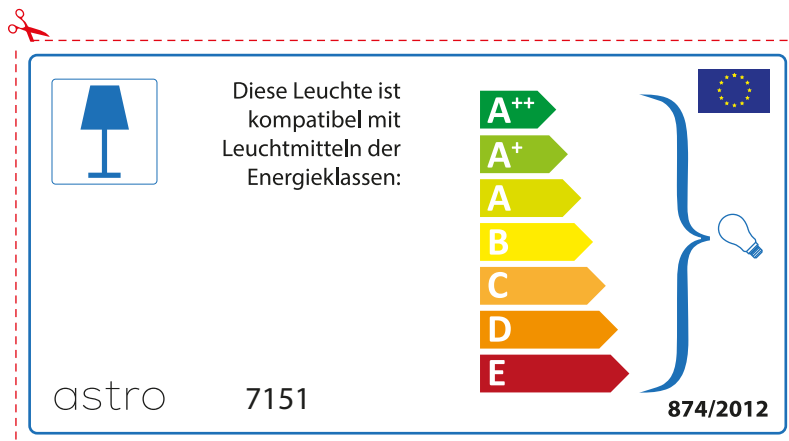 Diese Leuchte ist
kompatibel mit
Leuchtmitteln der
Energieklassen:
A++
A+
A
B
C
D
E
astro
7151
874/2012